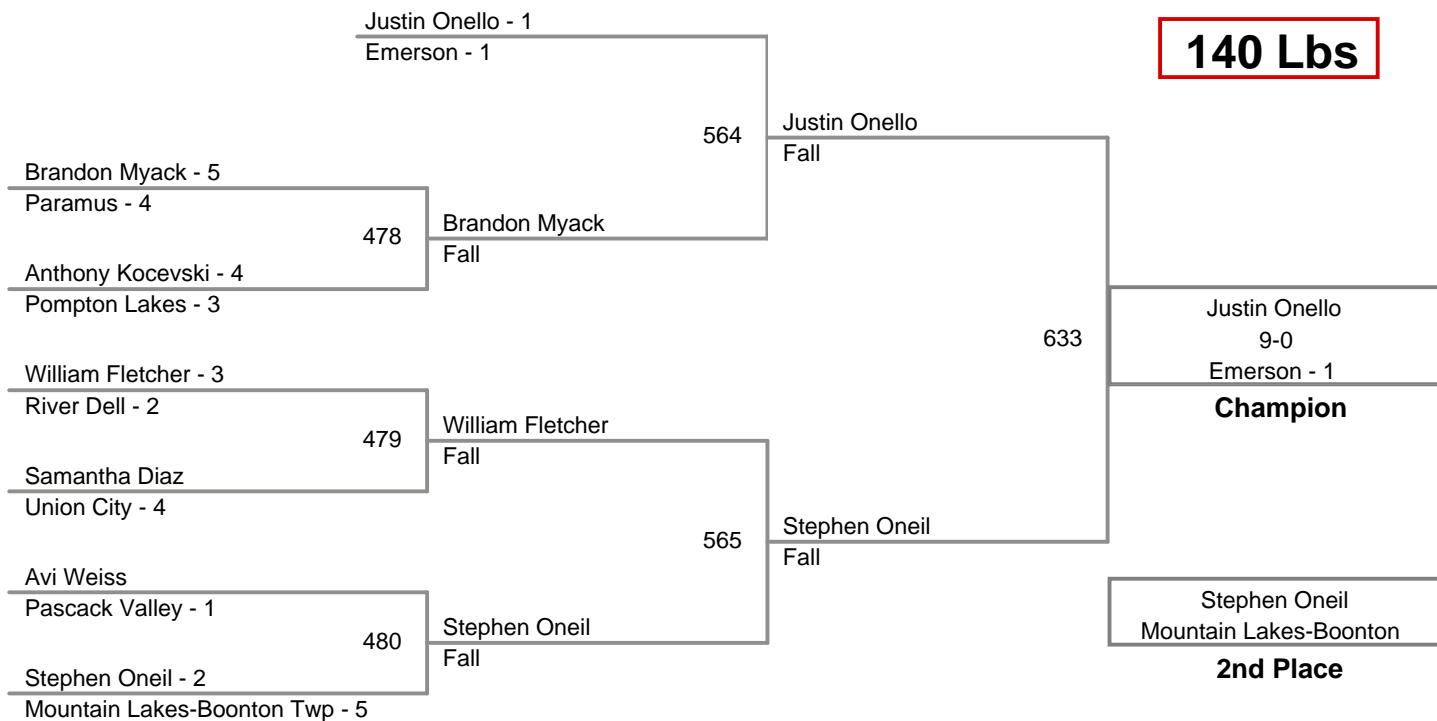 Justin Onello - 1
Emerson - 1
140 Lbs
564
Justin Onello
Fall
Brandon Myack - 5
Paramus - 4
478
Brandon Myack
Fall
Anthony Kocevski - 4
Pompton Lakes - 3
633
Justin Onello
9-0
Emerson - 1
Champion
William Fletcher - 3
River Dell - 2
479
William Fletcher
Fall
Samantha Diaz
Union City - 4
565
Stephen Oneil
Fall
Avi Weiss
Pascack Valley - 1
480
Stephen Oneil
Fall
Stephen Oneil - 2
Mountain Lakes-Boonton Twp - 5
Stephen Oneil
Mountain Lakes-Boonton
2nd Place